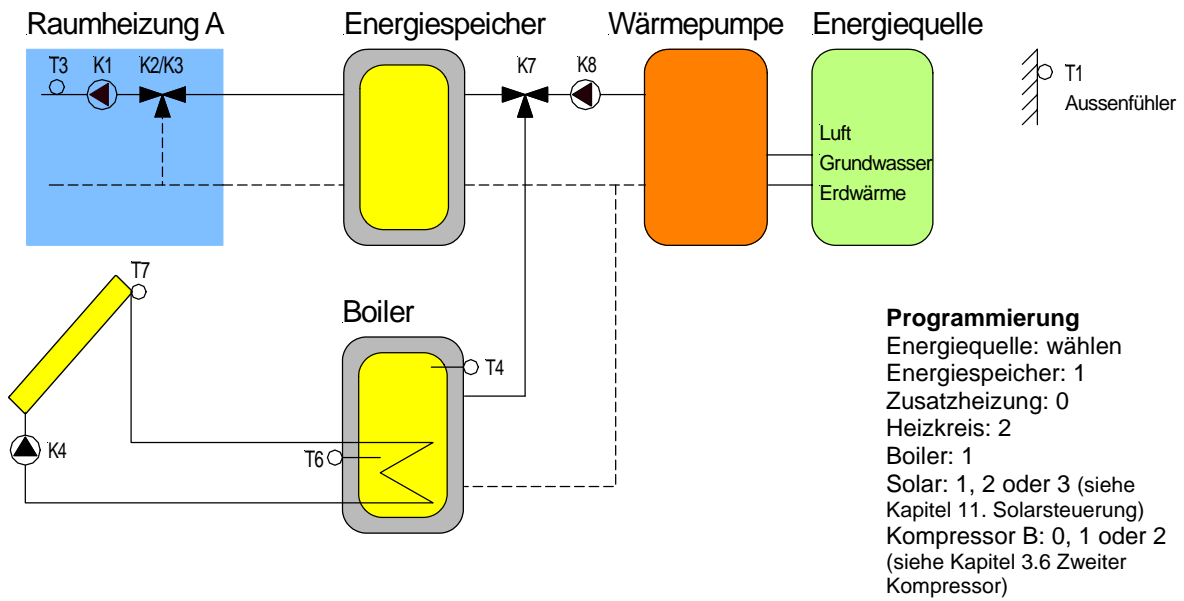 Raumheizung A
Energiespeicher
Wärmepumpe
Energiequelle
T3
K1
K2/K3
K7
K8
T1
Aussenfühler
Luft
Grundwasser
Erdwärme
T7
Boiler
T4
K4
T6
Programmierung
Energiequelle: wählen
Energiespeicher: 1
Zusatzheizung: 0
Heizkreis: 2
Boiler: 1
Solar: 1, 2 oder 3 (siehe
Kapitel 11. Solarsteuerung)
Kompressor B: 0, 1 oder 2
(siehe Kapitel 3.6 Zweiter
Kompressor)